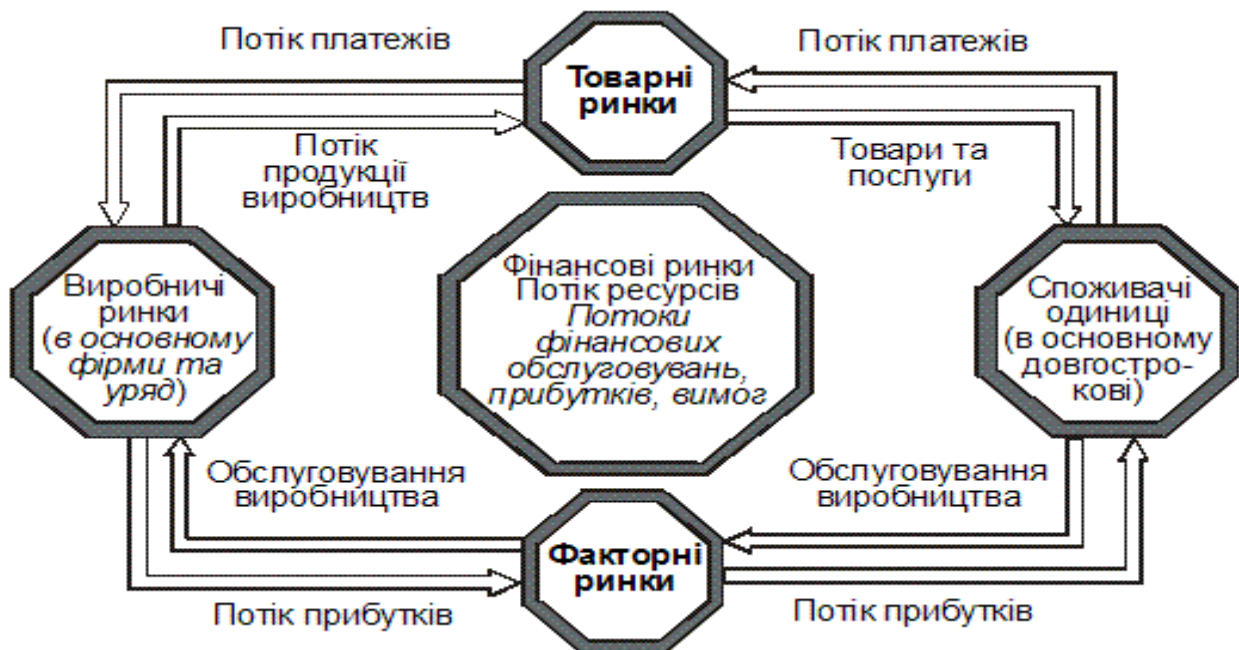 Потік платежів
Потік платежів
Товарні
ринки
Потік
продукції
виробництв
Товари та
послуги
Виробничі
ринки
(в основному
фірми та
уряд)
Фінансові ринки
Потік ресурсів
Потоки
фінансових
обслуговувань,
прибутків, вимог
Споживачі
одиниці
(в основному
довгостро-
кові)
Обслуговування
виробництва
Обслуговування
виробництва
Факторні
ринки
Потік прибутків
Потік прибутків